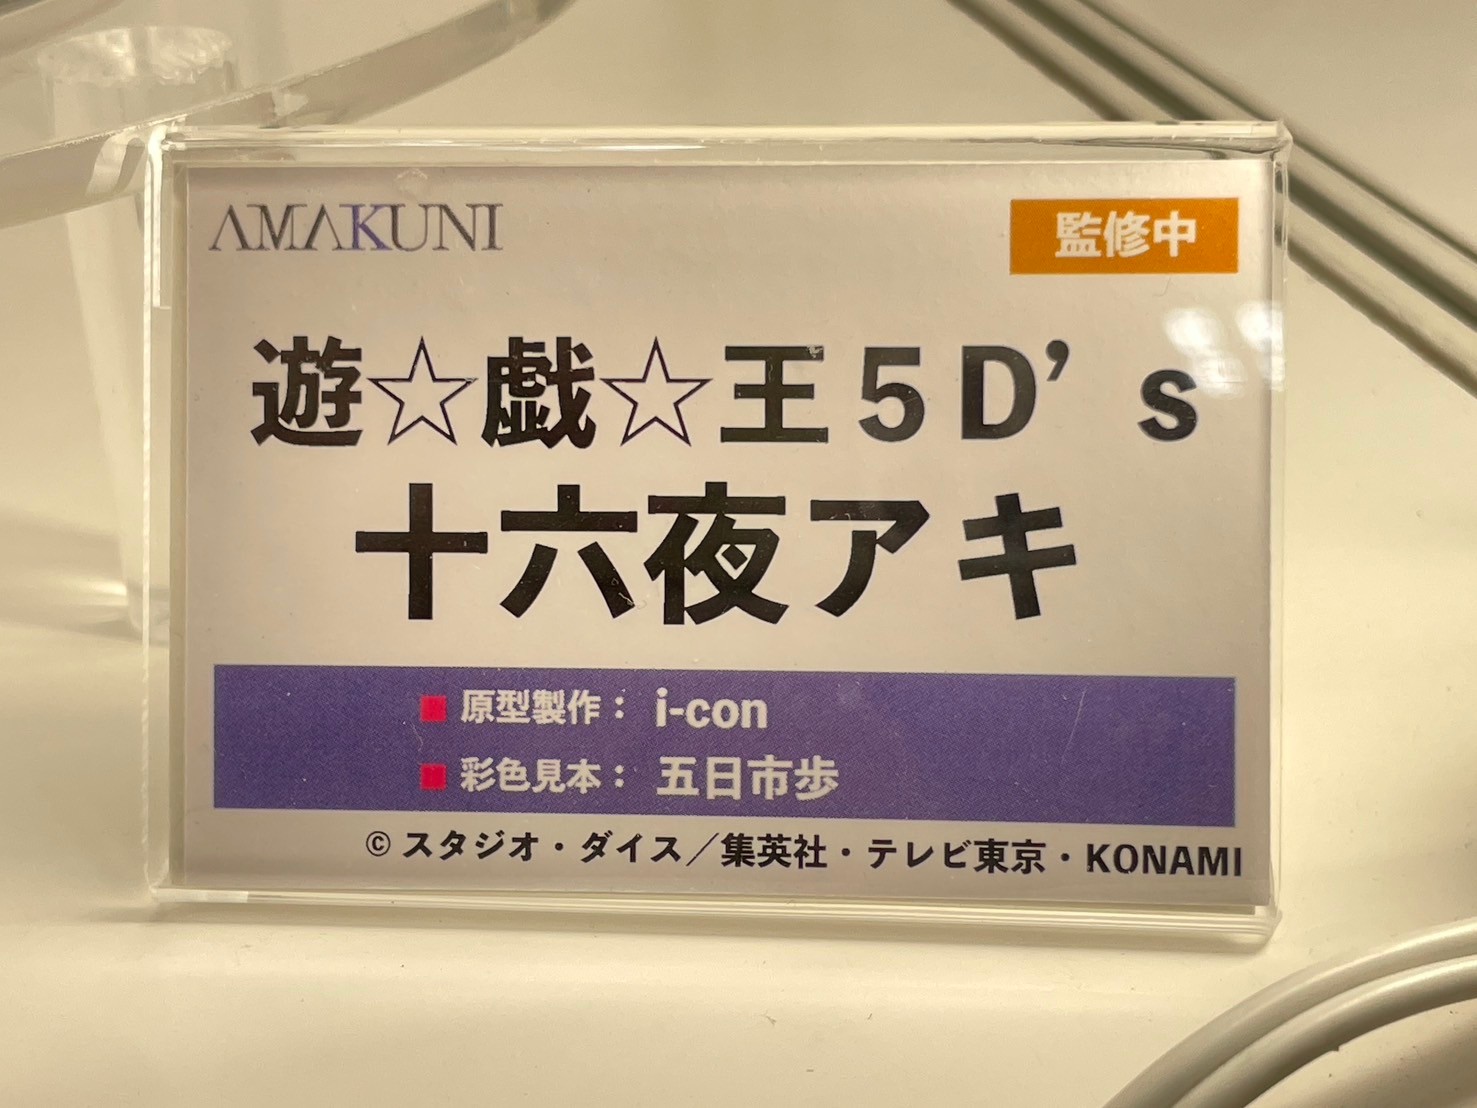 AMAKUNI
監修中
遊☆戯☆王5D's
十六夜アキ
■ 原型製作： i-con
■ 彩色見本： 五日市歩
© スタジオ・ダイス／集英社・テレビ東京・KONAMI